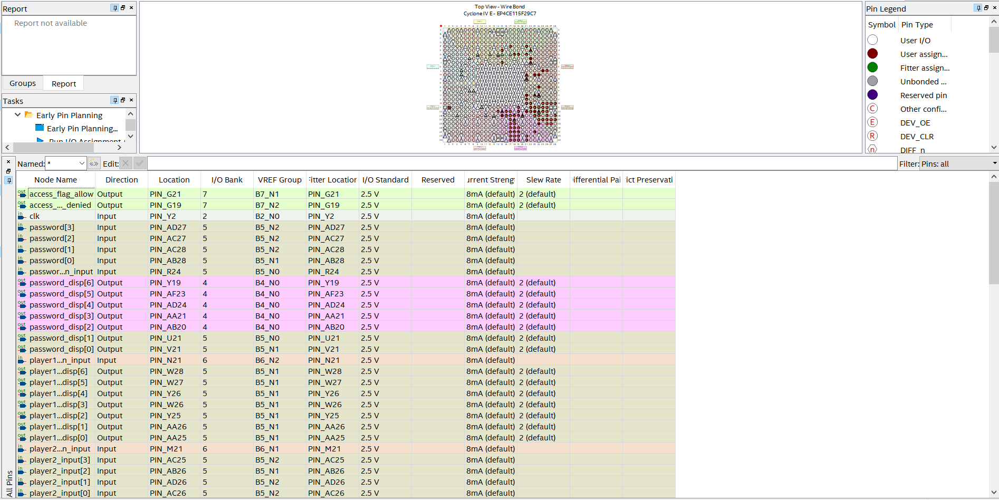 Report
Report not available
Groups
Report
Tasks
Early Pin Planning
Early Pin Planning...
Run I/O Assignment
Top View - Wire Bond
Cyclone IV E - EP4CE115F29C7
Pin Legend
Symbol Pin Type
User I/O
User assign...
Fitter assign...
Unbonded ...
Reserved pin
C Other confi...
E DEV_OE
R DEV_CLR
n DIFF_n
Named: * Edit: Filter: Pins: all
Node Name Direction Location I/O Bank VREF Group Fitter Location I/O Standard Reserved urrent Strengt Slew Rate ifferential Pai ict Preservati
out access_flag_allow Output PIN_G21 7 B7_N1 PIN_G21 2.5 V 8mA (default) 2 (default)
out access_..._denied Output PIN_G19 7 B7_N2 PIN_G19 2.5 V 8mA (default) 2 (default)
in clk Input PIN_Y2 2 B2_N0 PIN_Y2 2.5 V 8mA (default)
in password[3] Input PIN_AD27 5 B5_N2 PIN_AD27 2.5 V 8mA (default)
in password[2] Input PIN_AC27 5 B5_N2 PIN_AC27 2.5 V 8mA (default)
in password[1] Input PIN_AC28 5 B5_N2 PIN_AC28 2.5 V 8mA (default)
in password[0] Input PIN_AB28 5 B5_N1 PIN_AB28 2.5 V 8mA (default)
in passwor...n_input Input PIN_R24 5 B5_N0 PIN_R24 2.5 V 8mA (default)
out password_disp[6] Output PIN_Y19 4 B4_N0 PIN_Y19 2.5 V 8mA (default) 2 (default)
out password_disp[5] Output PIN_AF23 4 B4_N0 PIN_AF23 2.5 V 8mA (default) 2 (default)
out password_disp[4] Output PIN_AD24 4 B4_N0 PIN_AD24 2.5 V 8mA (default) 2 (default)
out password_disp[3] Output PIN_AA21 4 B4_N0 PIN_AA21 2.5 V 8mA (default) 2 (default)
out password_disp[2] Output PIN_AB20 4 B4_N0 PIN_AB20 2.5 V 8mA (default) 2 (default)
out password_disp[1] Output PIN_U21 5 B5_N0 PIN_U21 2.5 V 8mA (default) 2 (default)
out password_disp[0] Output PIN_V21 5 B5_N1 PIN_V21 2.5 V 8mA (default) 2 (default)
in player1...n_input Input PIN_N21 6 B6_N2 PIN_N21 2.5 V 8mA (default)
out player1...disp[6] Output PIN_W28 5 B5_N1 PIN_W28 2.5 V 8mA (default) 2 (default)
out player1...disp[5] Output PIN_W27 5 B5_N1 PIN_W27 2.5 V 8mA (default) 2 (default)
out player1...disp[4] Output PIN_Y26 5 B5_N1 PIN_Y26 2.5 V 8mA (default) 2 (default)
out player1...disp[3] Output PIN_W26 5 B5_N1 PIN_W26 2.5 V 8mA (default) 2 (default)
out player1...disp[2] Output PIN_Y25 5 B5_N1 PIN_Y25 2.5 V 8mA (default) 2 (default)
out player1...disp[1] Output PIN_AA26 5 B5_N1 PIN_AA26 2.5 V 8mA (default) 2 (default)
out player1...disp[0] Output PIN_AA25 5 B5_N1 PIN_AA25 2.5 V 8mA (default) 2 (default)
in player2...n_input Input PIN_M21 6 B6_N1 PIN_M21 2.5 V 8mA (default)
in player2_input[3] Input PIN_AC25 5 B5_N2 PIN_AC25 2.5 V 8mA (default)
in player2_input[2] Input PIN_AB26 5 B5_N1 PIN_AB26 2.5 V 8mA (default)
in player2_input[1] Input PIN_AD26 5 B5_N2 PIN_AD26 2.5 V 8mA (default)
in player2_input[0] Input PIN_AC26 5 B5_N2 PIN_AC26 2.5 V 8mA (default)
All Pins